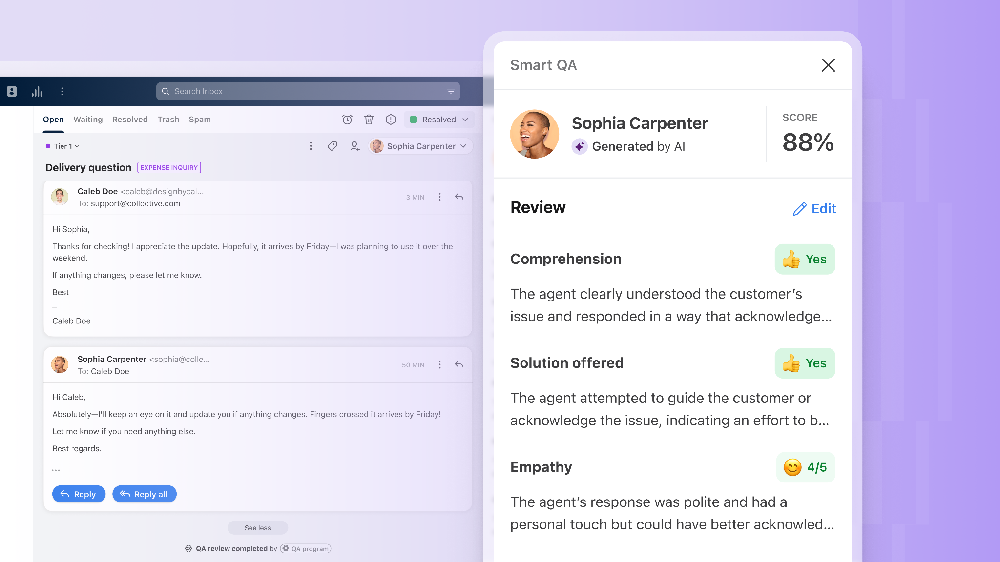 Search Inbox
Open Waiting Resolved Trash Spam
Resolved
Tier 1
Sophia Carpenter
Delivery question EXPENSE INQUIRY
Caleb Doe <caleb@designbycal...
3 MIN
To: support@collective.com
Hi Sophia,
Thanks for checking! I appreciate the update. Hopefully, it arrives by Friday—I was planning to use it over the
weekend.
If anything changes, please let me know.
Best
–
Caleb Doe
Sophia Carpenter <sophia@colle...
50 MIN
To: Caleb Doe
Hi Caleb,
Absolutely—I’ll keep an eye on it and update you if anything changes. Fingers crossed it arrives by Friday!
Let me know if you need anything else.
Best regards.
...
Reply Reply all
See less
QA review completed by QA program
Smart QA
Sophia Carpenter
Generated by AI
SCORE
88%
Review
Edit
Comprehension
👍 Yes
The agent clearly understood the customer’s
issue and responded in a way that acknowledge...
Solution offered
👍 Yes
The agent attempted to guide the customer or
acknowledge the issue, indicating an effort to b...
Empathy
😊 4/5
The agent’s response was polite and had a
personal touch but could have better acknowled...